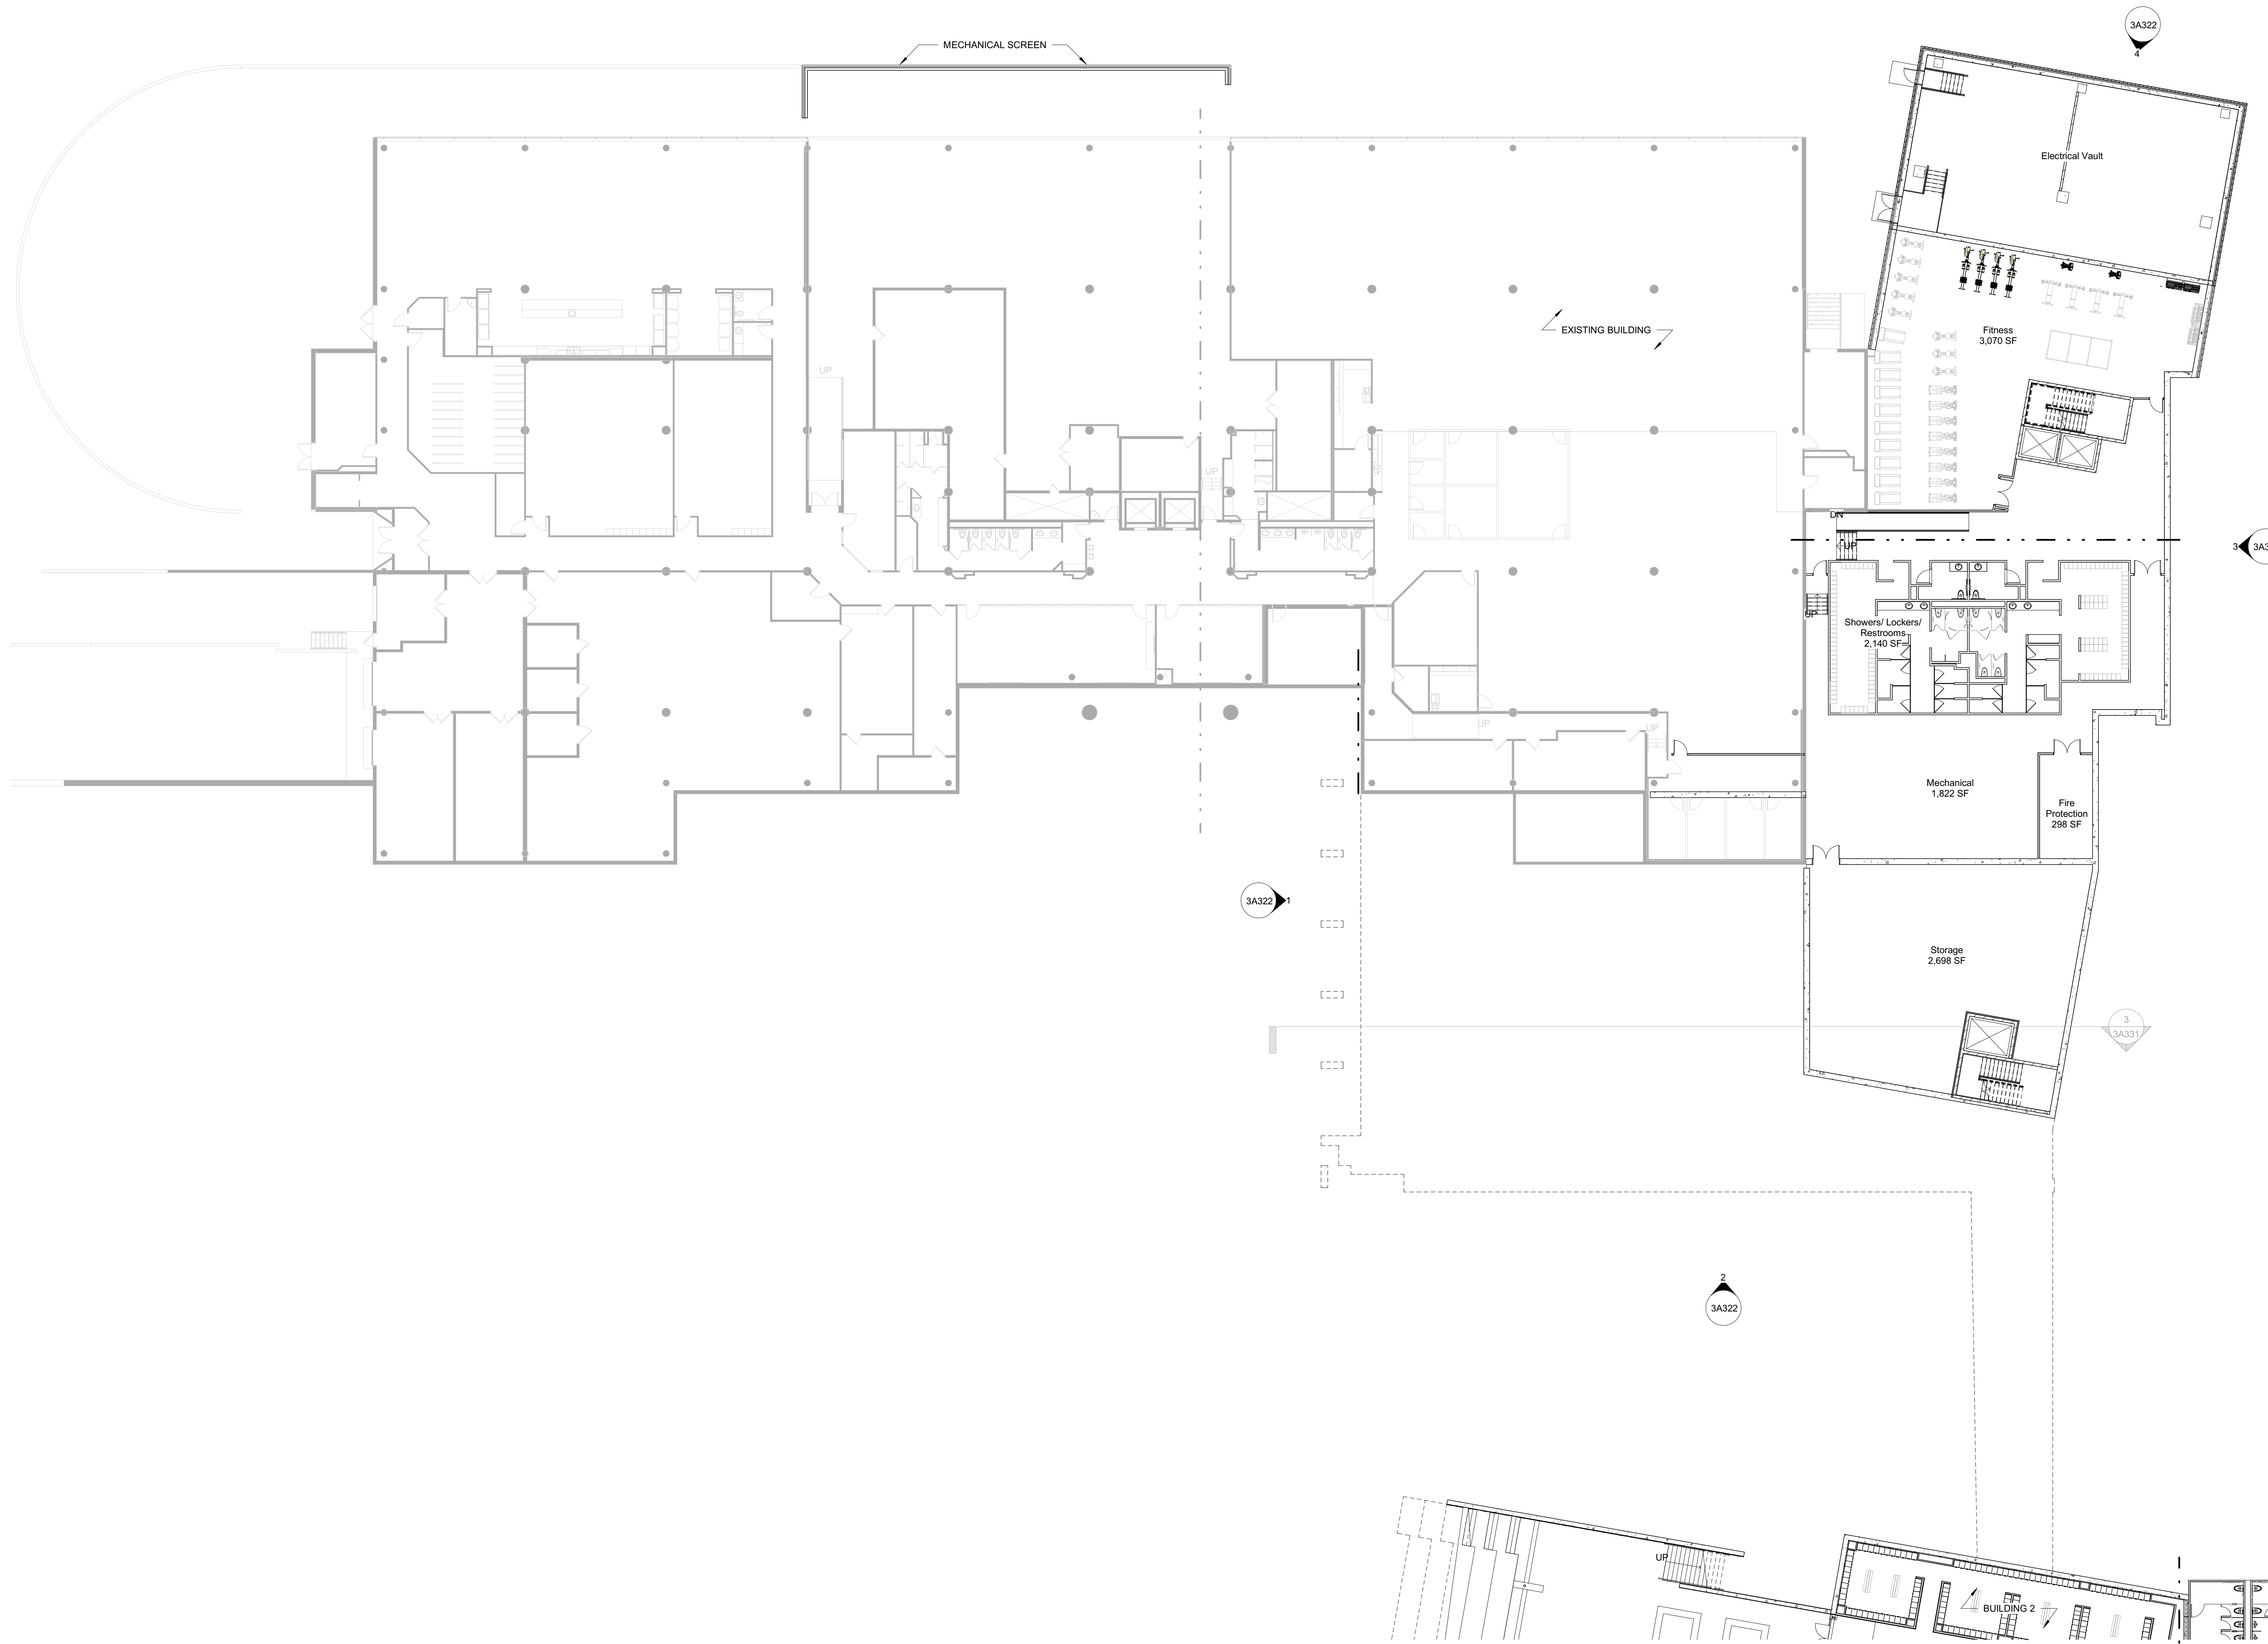 3A322
4
MECHANICAL SCREEN
Electrical Vault
EXISTING BUILDING
Fitness
3,070 SF
UP
UP
DN
UP
3
UP
Showers/ Lockers/
Restrooms
2,140 SF
UP
UP
Mechanical
1,822 SF
Fire
Protection
298 SF
3A322
1
Storage
2,698 SF
3
3A331
2
3A322
UP
BUILDING 2